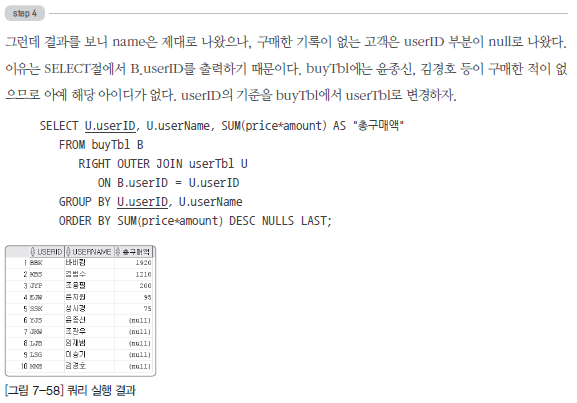 step 4
그런데 결과를 보니 name은 제대로 나왔으나, 구매한 기록이 없는 고객은 userID 부분이 null로 나왔다.
이유는 SELECT절에서 B.userID를 출력하기 때문이다. buyTbl에는 윤종신, 김경호 등이 구매한 적이 없
으므로 아예 해당 아이디가 없다. userID의 기준을 buyTbl에서 userTbl로 변경하자.
SELECT U.userID, U.userName, SUM(price*amount) AS "총구매액"
FROM buyTbl B
RIGHT OUTER JOIN userTbl U
ON B.userID = U.userID
GROUP BY U.userID, U.userName
ORDER BY SUM(price*amount) DESC NULLS LAST;
USERID USERNAME 총구매액
1 BBK 바비킴 1920
2 KBS 김범수 1210
3 JYP 조용필 200
4 EJW 은지원 95
5 SSK 성시경 75
6 YJS 윤종신 (null)
7 JKW 조관우 (null)
8 LJB 임재범 (null)
9 LSG 이승기 (null)
10 KKH 김경호 (null)
[그림 7-58] 쿼리 실행 결과